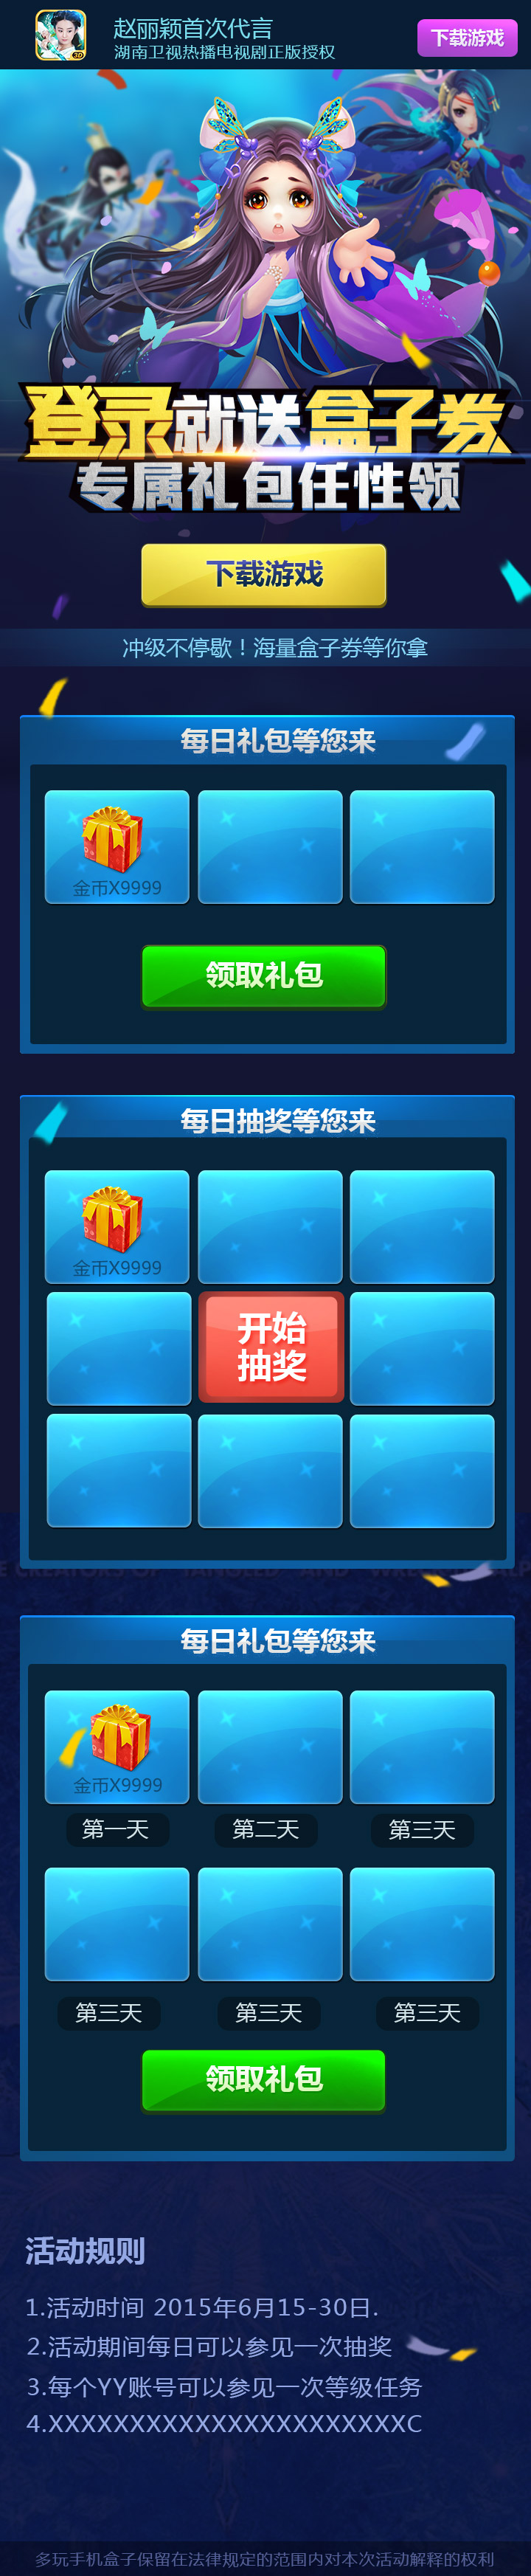 赵丽颖首次代言
湖南卫视热播电视剧正版授权
下载游戏
登录就送盒子券
专属礼包任性领
下载游戏
冲级不停歇！海量盒子券等你拿
每日礼包等您来
金币X9999
领取礼包
每日抽奖等您来
金币X9999
开始
抽奖
每日礼包等您来
金币X9999
第一天 第二天 第三天
第三天 第三天 第三天
领取礼包
活动规则
1.活动时间 2015年6月15-30日.
2.活动期间每日可以参见一次抽奖
3.每个YY账号可以参见一次等级任务
4.XXXXXXXXXXXXXXXXXXXXXXC
多玩手机盒子保留在法律规定的范围内对本次活动解释的权利